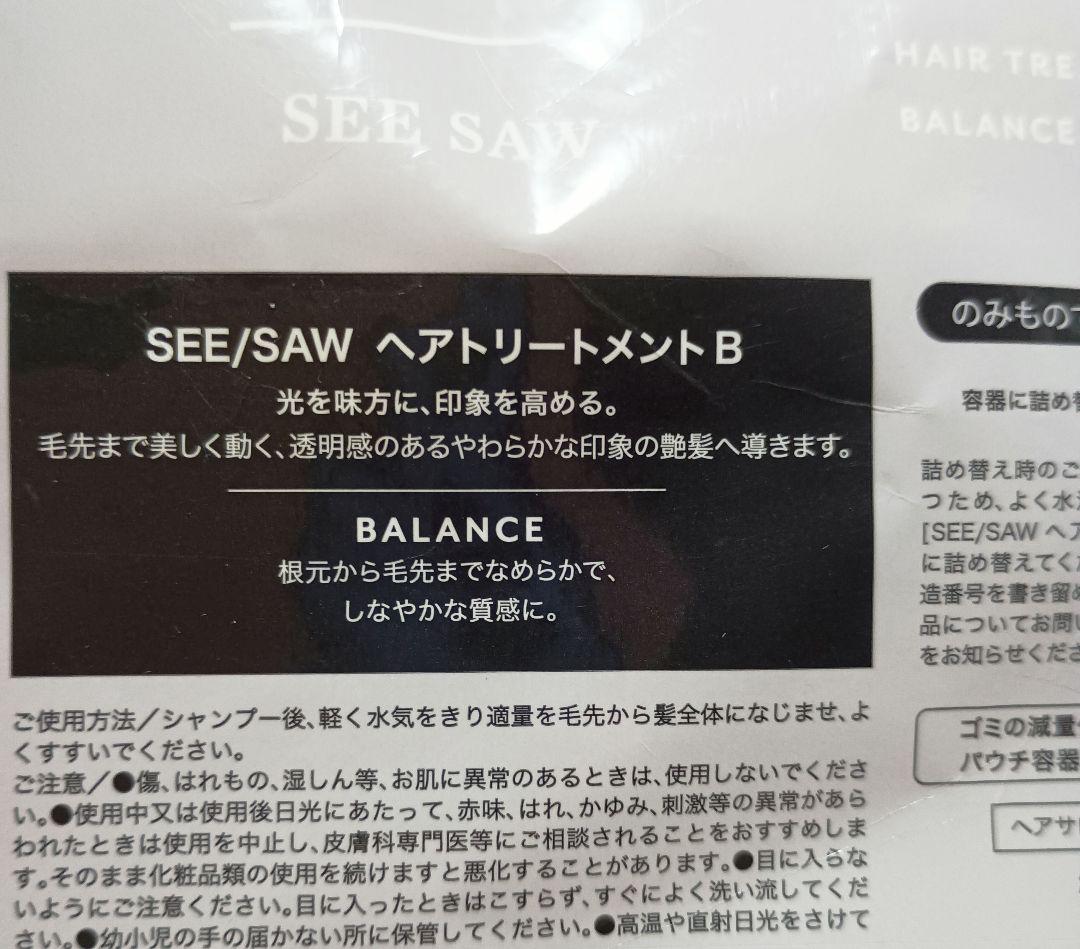 SEE SAW
HAIR TRE
BALANCE
SEE/SAW ヘアトリートメントB
光を味方に、印象を高める。
毛先まで美しく動く、透明感のあるやわらかな印象の艶髪へ導きます。
BALANCE
根元から毛先までなめらかで、
しなやかな質感に。
ご使用方法／シャンプー後、軽く水気をきり適量を毛先から髪全体になじませ、よ
くすすいでください。
ご注意／●傷、はれもの、湿しん等、お肌に異常のあるときは、使用しないでくださ
い。●使用中又は使用後日光にあたって、赤味、はれ、かゆみ、刺激等の異常があら
われたときは使用を中止し、皮膚科専門医等にご相談されることをおすすめしま
す。そのまま化粧品類の使用を続けますと悪化することがあります。●目に入らな
いようにご注意ください。目に入ったときはこすらず、すぐによく洗い流してくだ
さい。●幼小児の手の届かない所に保管してください。●高温や直射日光をさけて
のみもので
容器に詰め替
詰め替え時のご
つため、よく水
[SEE/SAW ヘア
に詰め替えてくだ
造番号を書き留め
品についてお問い
をお知らせくださ
ゴミの減量
パウチ容器
ヘアサ